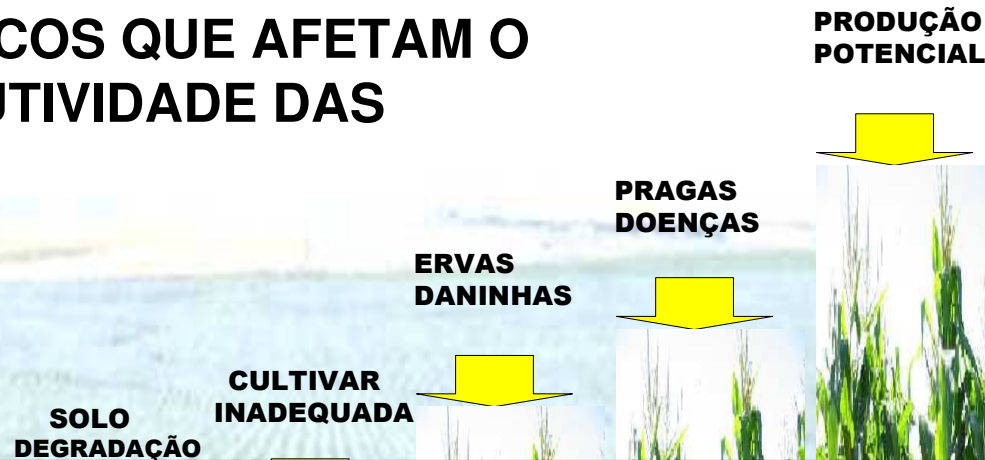 COS QUE AFETAM O
UTIVIDADE DAS
PRODUÇÃO
POTENCIAL
PRAGAS
DOENÇAS
ERVAS
DANINHAS
CULTIVAR
INADEQUADA
SOLO
DEGRADAÇÃO